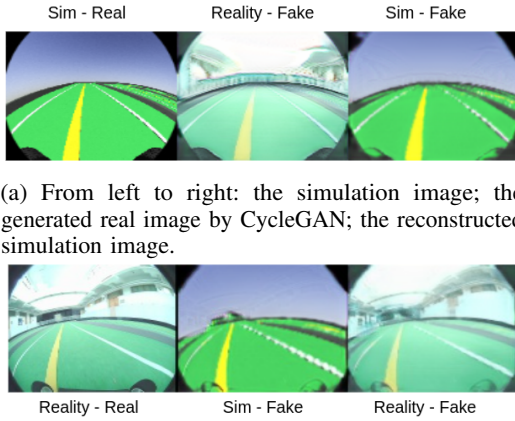 Sim - Real Reality - Fake Sim - Fake
(a) From left to right: the simulation image; the
generated real image by CycleGAN; the reconstructed
simulation image.
Reality - Real Sim - Fake Reality - Fake